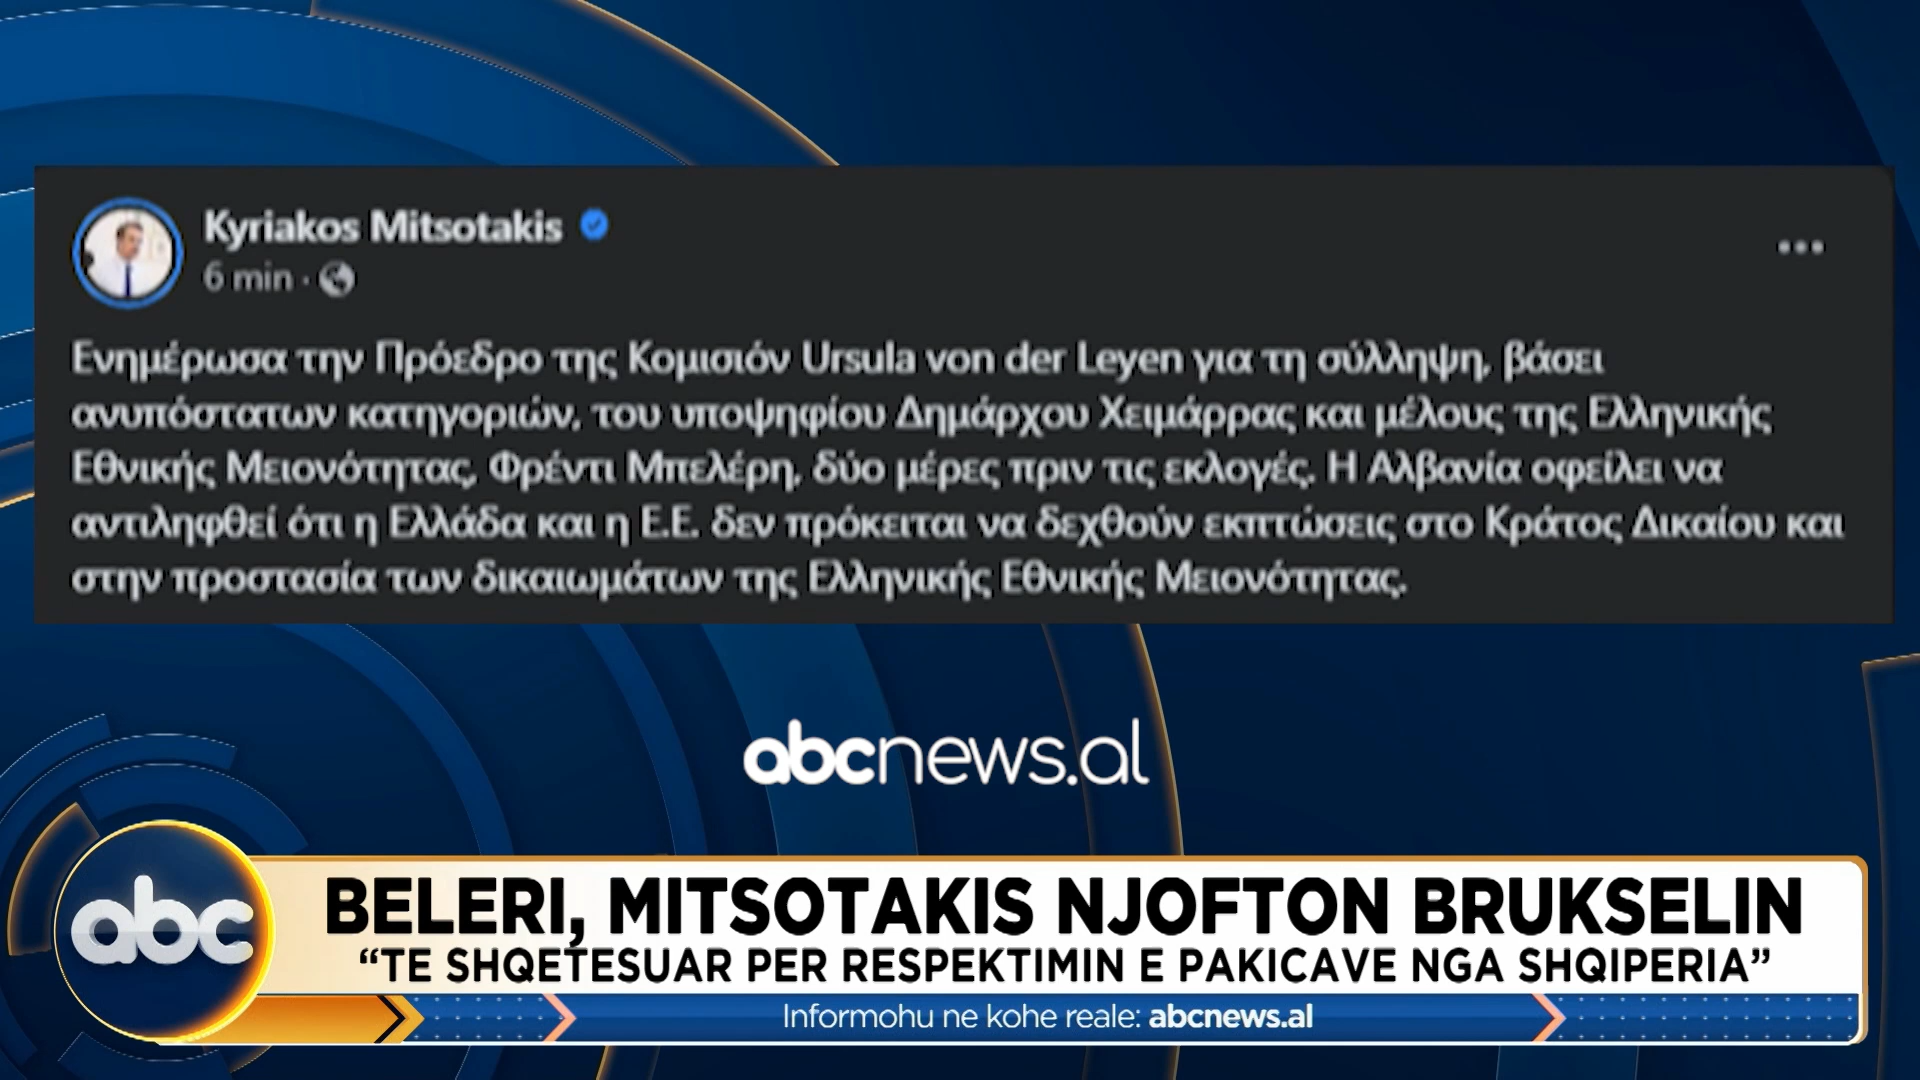 Kyriakos Mitsotakis
6 min ·
Ενημέρωσα την Πρόεδρο της Κομισιόν Ursula von der Leyen για τη σύλληψη, βάσει
ανυπόστατων κατηγοριών, του υποψηφίου Δημάρχου Χειμάρρας και μέλους της Ελληνικής
Εθνικής Μειονότητας, Φρέντι Μπελέρη, δύο μέρες πριν τις εκλογές. Η Αλβανία οφείλει να
αντιληφθεί ότι η Ελλάδα και η Ε.Ε. δεν πρόκειται να δεχθούν εκπτώσεις στο Κράτος Δικαίου και
στην προστασία των δικαιωμάτων της Ελληνικής Εθνικής Μειονότητας.
abcnews.al
abc
BELERI, MITSOTAKIS NJOFTON BRUKSELIN
“TE SHQETESUAR PER RESPEKTIMIN E PAKICAVE NGA SHQIPERIA”
Informohu ne kohe reale: abcnews.al